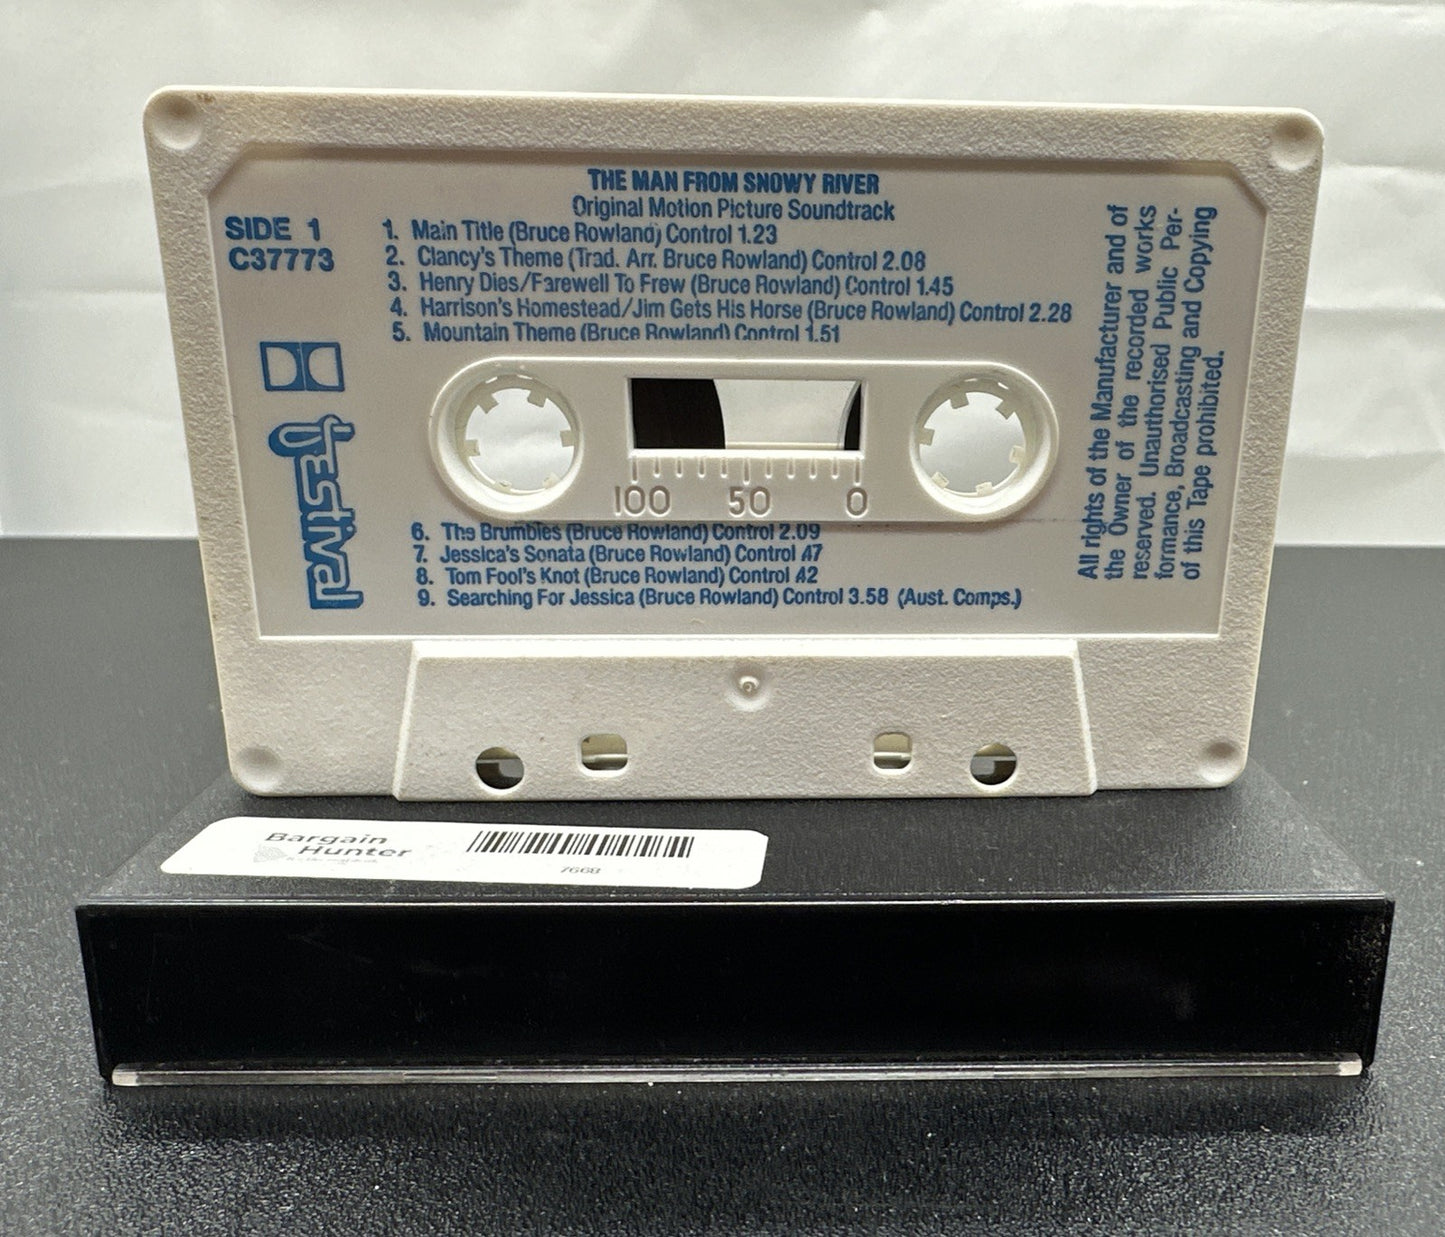 THE MAN FROM SNOWY RIVER
Original Motion Picture Soundtrack
SIDE 1
C37773
1. Main Title (Bruce Rowland) Control 1.23
2. Clancy's Theme (Trad. Arr. Bruce Rowland) Control 2.08
3. Henry Dies/Farewell To Frew (Bruce Rowland) Control 1.45
4. Harrison's Homestead/Jim Gets His Horse (Bruce Rowland) Control 2.28
5. Mountain Theme (Bruce Rowland) Control 1.51
Festival
100 50 0
6. The Brumbies (Bruce Rowland) Control 2.09
7. Jessica's Sonata (Bruce Rowland) Control .47
8. Tom Fool's Knot (Bruce Rowland) Control .42
9. Searching For Jessica (Bruce Rowland) Control 3.58 (Aust. Comps.)
All rights of the Manufacturer and of
the Owner of the recorded works
reserved. Unauthorised Public Per-
formance, Broadcasting and Copying
of this Tape prohibited.
Bargain
Hunter
7668